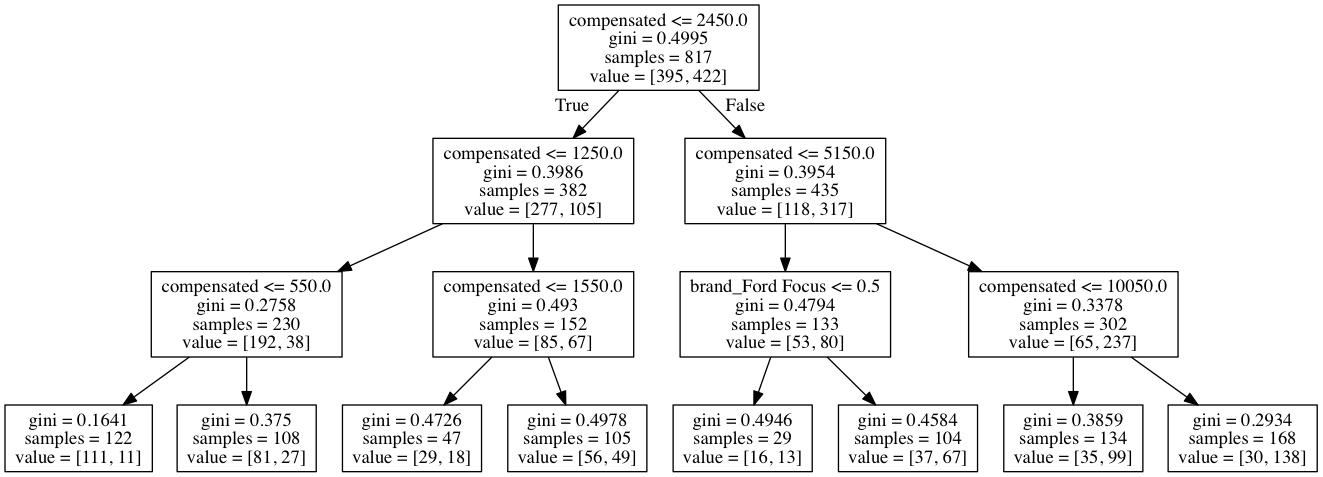 compensated <= 2450.0
gini = 0.4995
samples = 817
value = [395, 422]
True
False
compensated <= 1250.0
gini = 0.3986
samples = 382
value = [277, 105]
compensated <= 5150.0
gini = 0.3954
samples = 435
value = [118, 317]
compensated <= 550.0
gini = 0.2758
samples = 230
value = [192, 38]
compensated <= 1550.0
gini = 0.493
samples = 152
value = [85, 67]
brand_Ford Focus <= 0.5
gini = 0.4794
samples = 133
value = [53, 80]
compensated <= 10050.0
gini = 0.3378
samples = 302
value = [65, 237]
gini = 0.1641
samples = 122
value = [111, 11]
gini = 0.375
samples = 108
value = [81, 27]
gini = 0.4726
samples = 47
value = [29, 18]
gini = 0.4978
samples = 105
value = [56, 49]
gini = 0.4946
samples = 29
value = [16, 13]
gini = 0.4584
samples = 104
value = [37, 67]
gini = 0.3859
samples = 134
value = [35, 99]
gini = 0.2934
samples = 168
value = [30, 138]